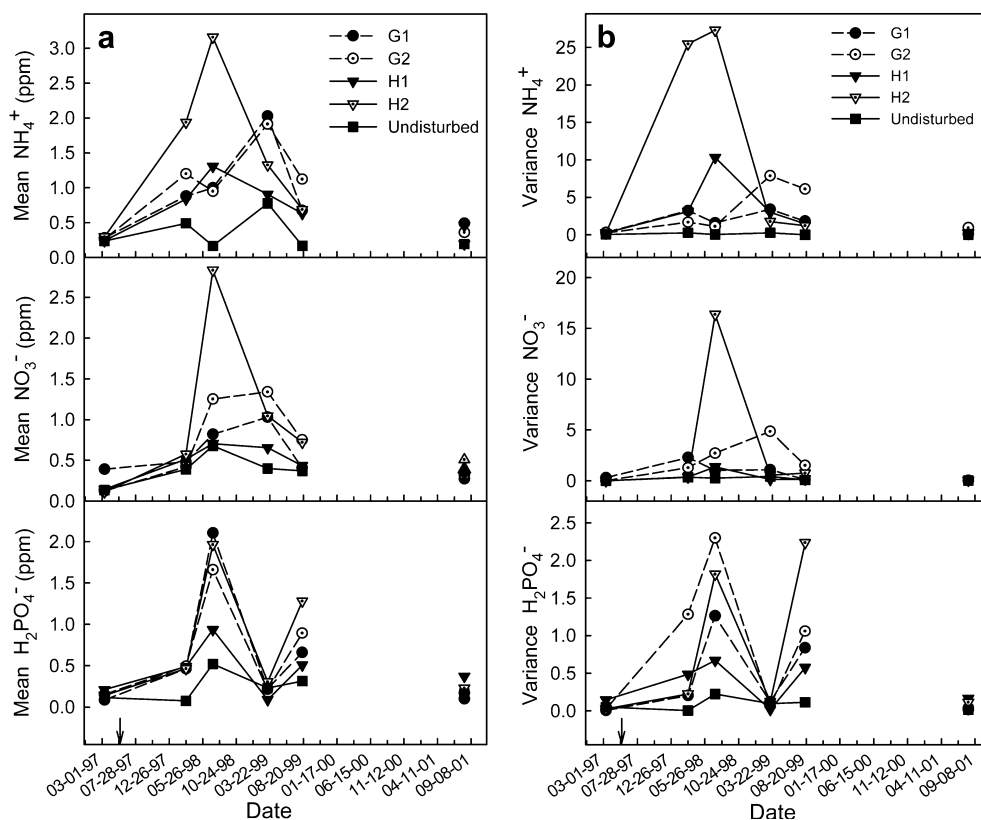 a
Mean NH4+ (ppm)
3.0
2.5
2.0
1.5
1.0
0.5
0.0
G1
G2
H1
H2
Undisturbed
Mean NO3- (ppm)
2.5
2.0
1.5
1.0
0.5
0.0
Mean H2PO4- (ppm)
2.0
1.5
1.0
0.5
0.0
03-01-97
07-28-97
12-26-97
05-26-98
10-24-98
03-22-99
08-20-99
01-17-00
06-15-00
11-12-00
04-11-01
09-08-01
Date
b
Variance NH4+
25
20
15
10
5
0
G1
G2
H1
H2
Undisturbed
Variance NO3-
20
15
10
5
0
Variance H2PO4-
2.5
2.0
1.5
1.0
0.5
0.0
03-01-97
07-28-97
12-26-97
05-26-98
10-24-98
03-22-99
08-20-99
01-17-00
06-15-00
11-12-00
04-11-01
09-08-01
Date